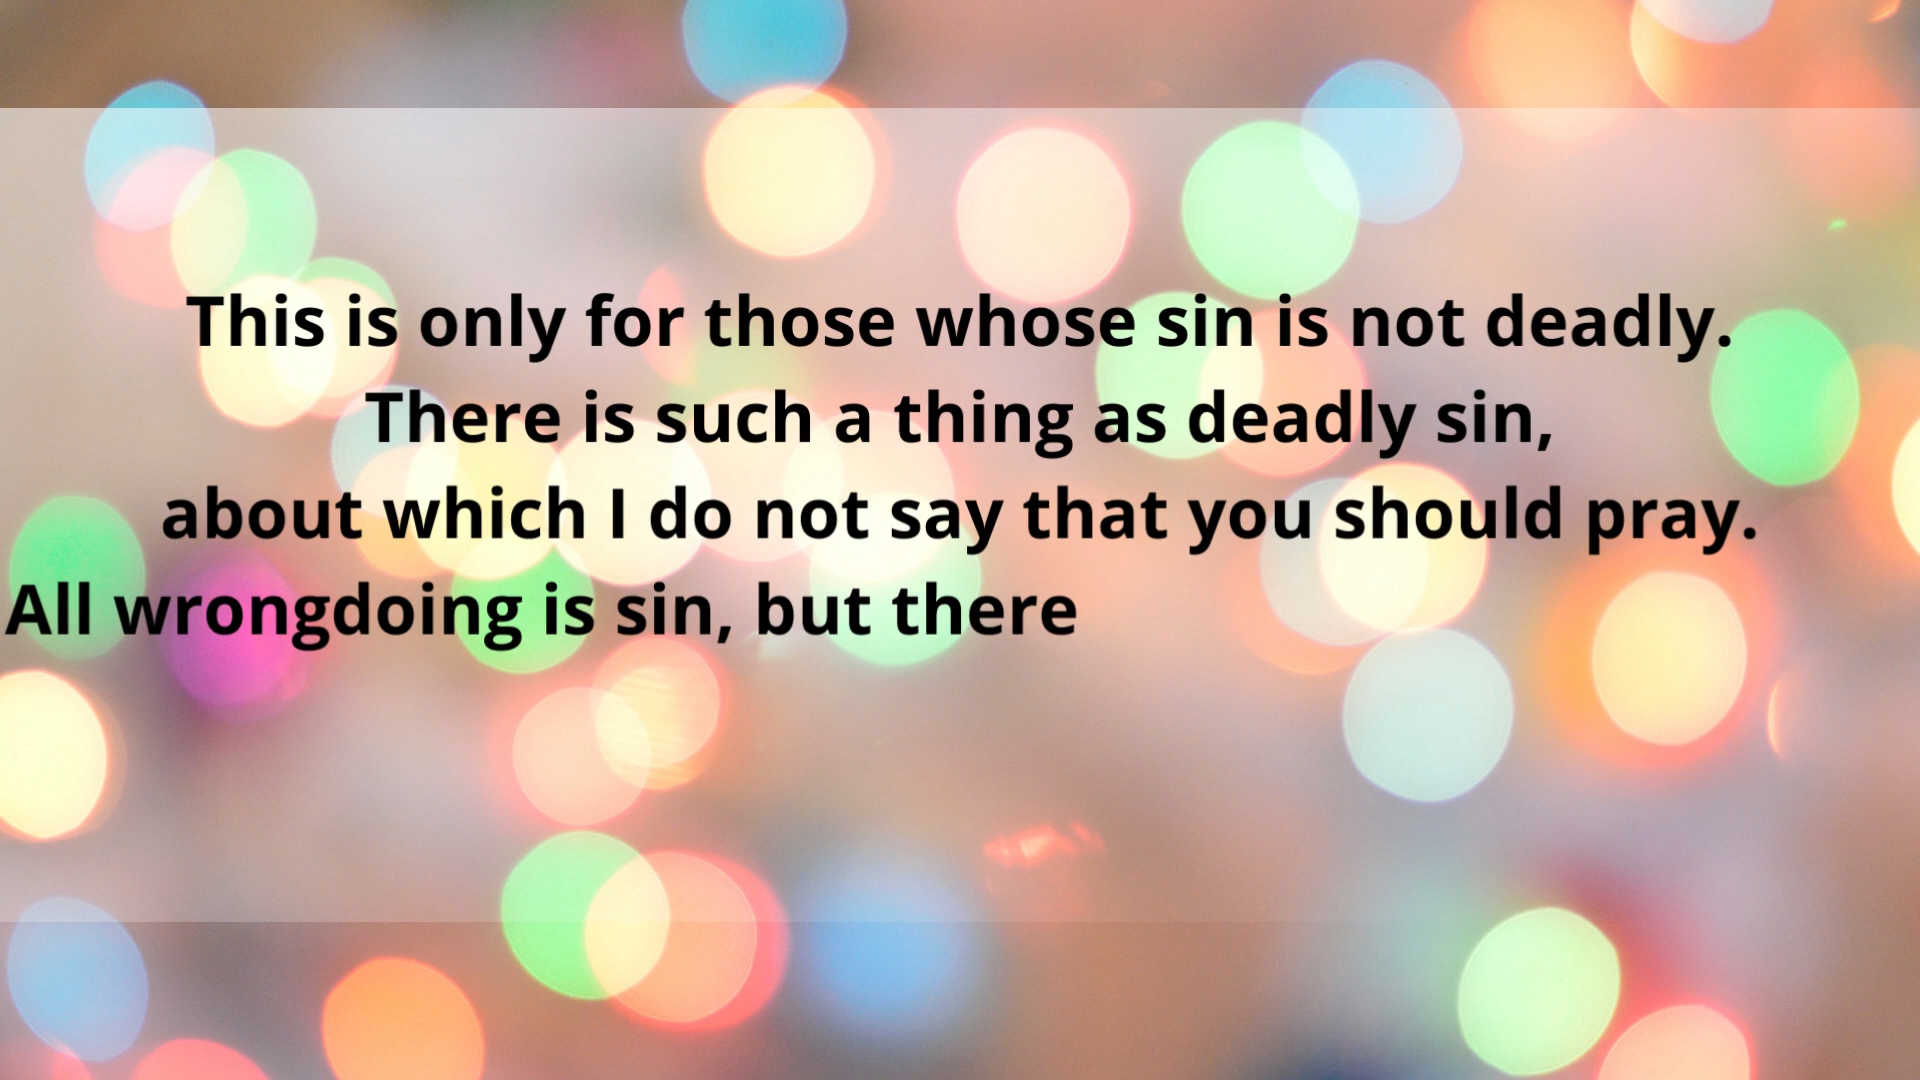 This is only for those whose sin is not deadly.
There is such a thing as deadly sin,
about which I do not say that you should pray.
All wrongdoing is sin, but there